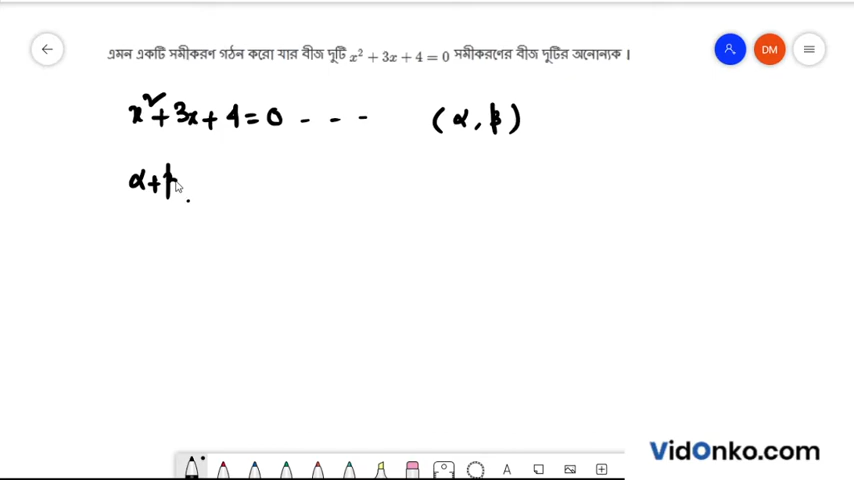 এমন একটি সমীকরণ গঠন করো যার বীজ দুটি x² + 3x + 4 = 0 সমীকরণের বীজ দুটির অনোন্যক ।
DM
x² + 3x + 4 = 0 - - - (α, β)
α + β
A
VidOnko.com